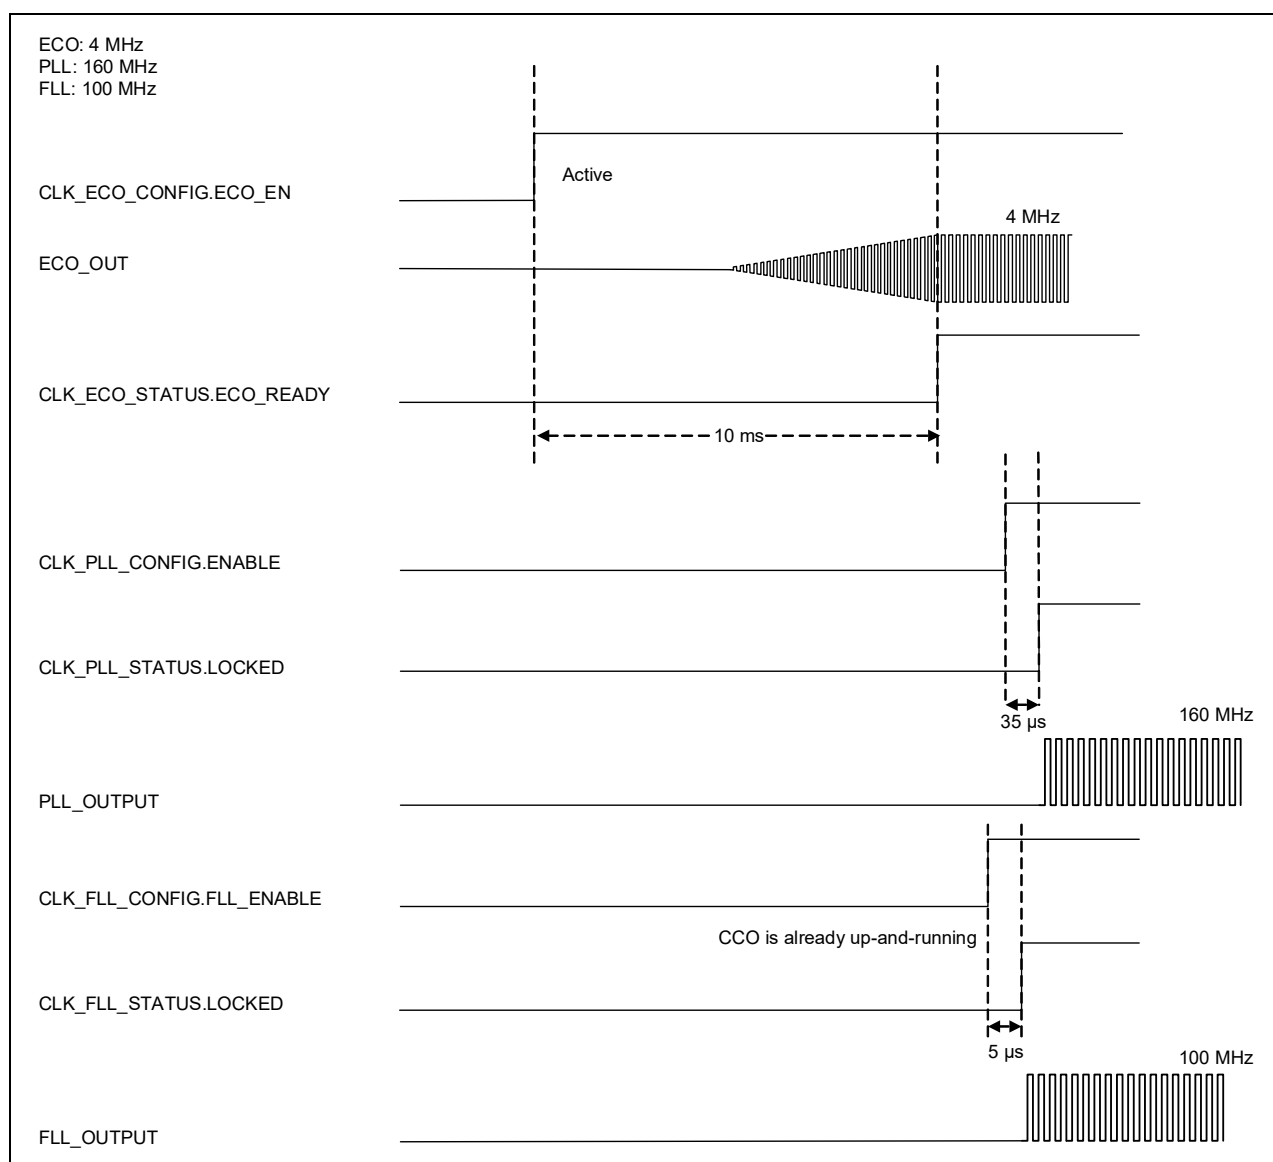 ECO: 4 MHz
PLL: 160 MHz
FLL: 100 MHz
Active
CLK_ECO_CONFIG.ECO_EN
4 MHz
ECO_OUT
CLK_ECO_STATUS.ECO_READY
10 ms
CLK_PLL_CONFIG.ENABLE
CLK_PLL_STATUS.LOCKED
35 µs
160 MHz
PLL_OUTPUT
CLK_FLL_CONFIG.FLL_ENABLE
CCO is already up-and-running
CLK_FLL_STATUS.LOCKED
5 µs
100 MHz
FLL_OUTPUT